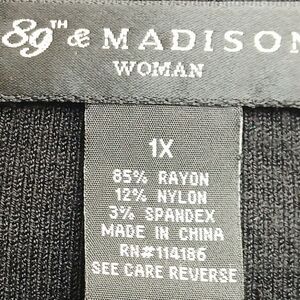 89TH & MADISON
WOMAN
1X
85% RAYON
12% NYLON
3% SPANDEX
MADE IN CHINA
RN#114186
SEE CARE REVERSE